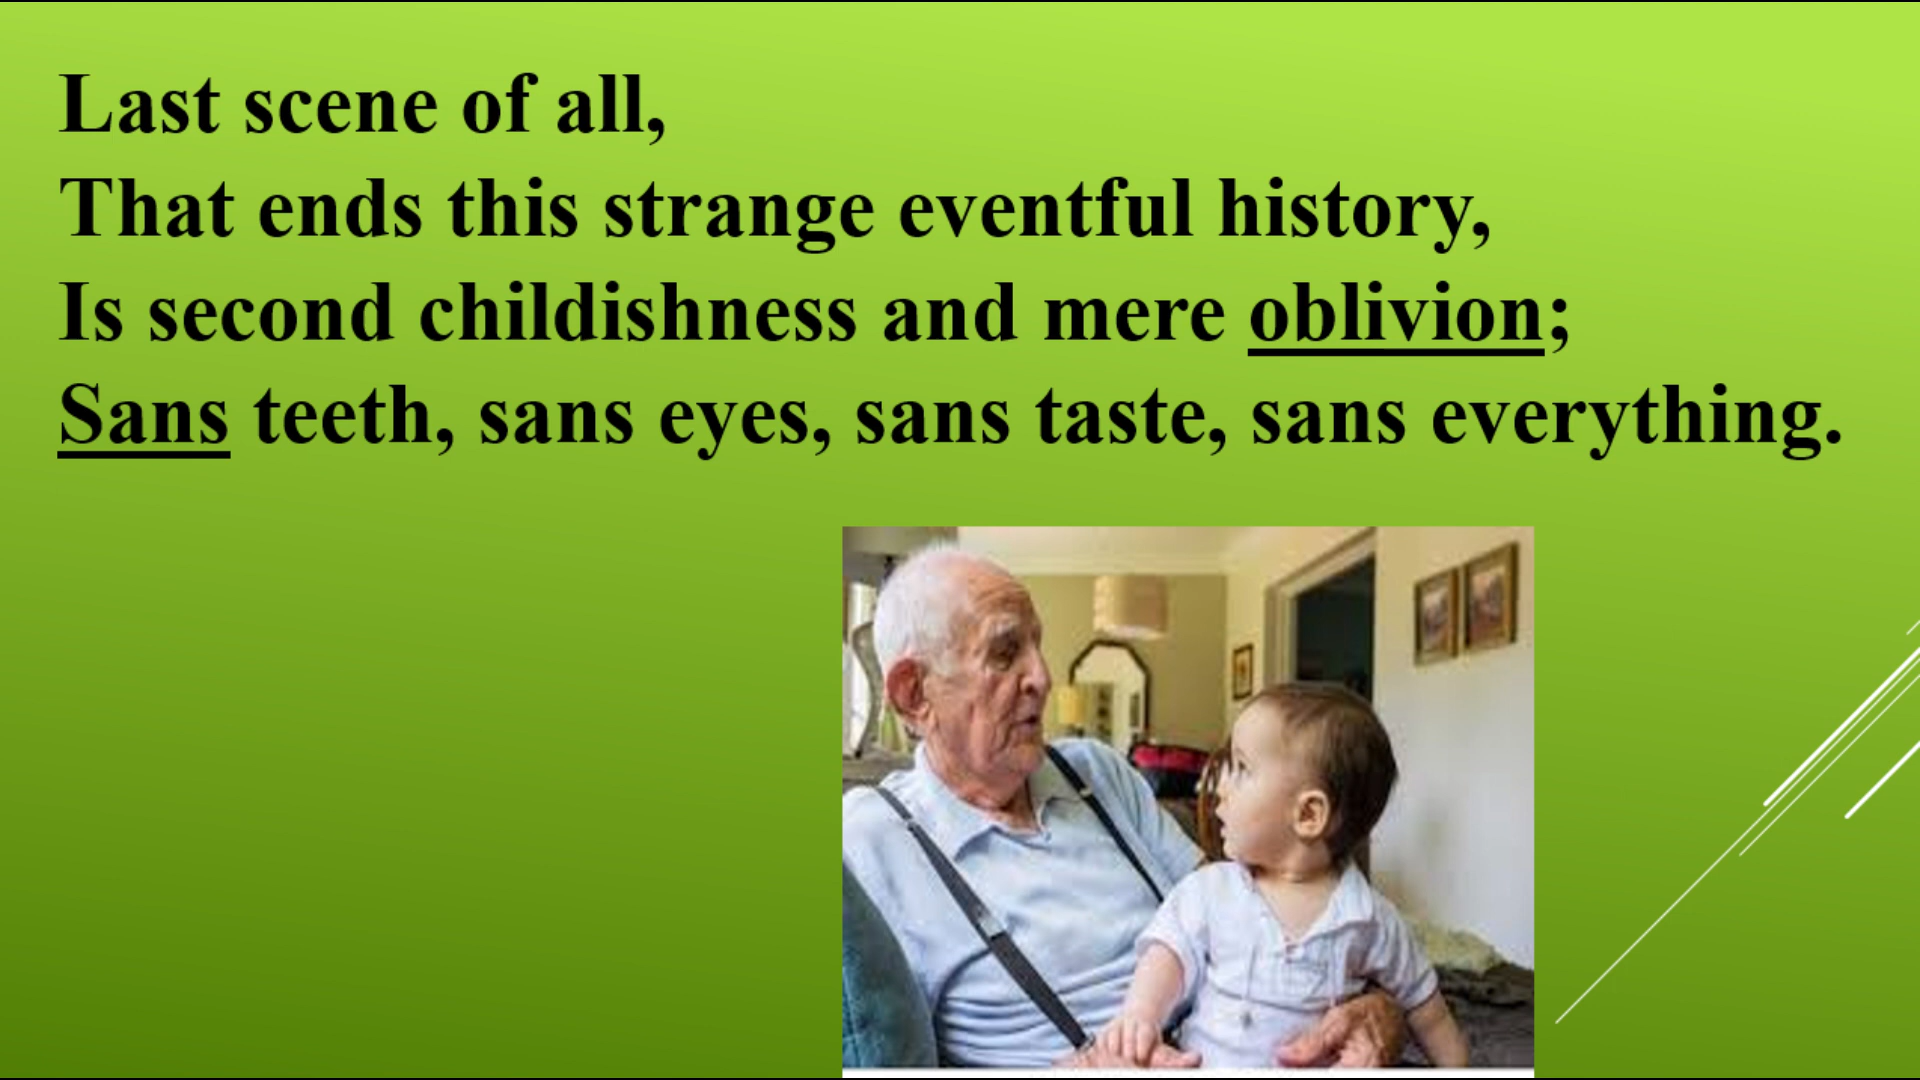 Last scene of all,
That ends this strange eventful history,
Is second childishness and mere oblivion;
Sans teeth, sans eyes, sans taste, sans everything.